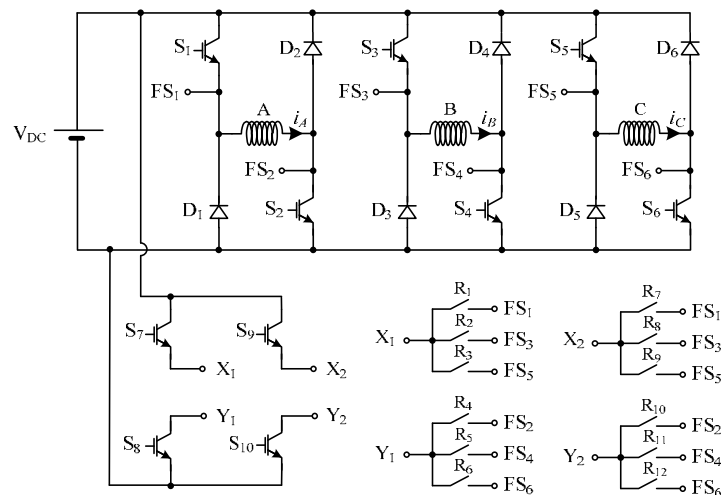 S1 D2 S3 D4 S5 D6
FS1 FS3 FS5
A iA B iB C iC
VDC
FS2 FS4 FS6
D1 S2 D3 S4 D5 S6
R1 FS1 R7 FS1
S7 S9 X1 R2 FS3 X2 R8 FS3
X1 X2 R3 FS5 R9 FS5
Y1 Y2 R4 FS2 R10 FS2
S8 S10 Y1 R5 FS4 Y2 R11 FS4
R6 FS6 R12 FS6